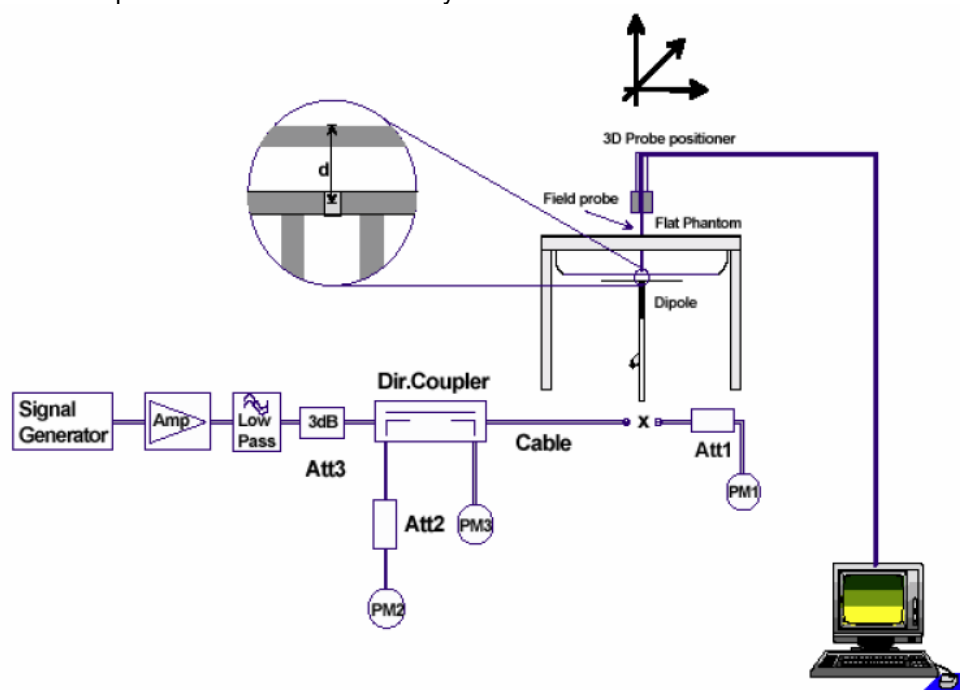 3D Probe positioner
d
Field probe
Flat Phantom
Dipole
Dir.Coupler
Signal
Generator
Amp
Low
Pass
3dB
Cable
x
Att1
Att3
PM1
Att2
PM3
PM2